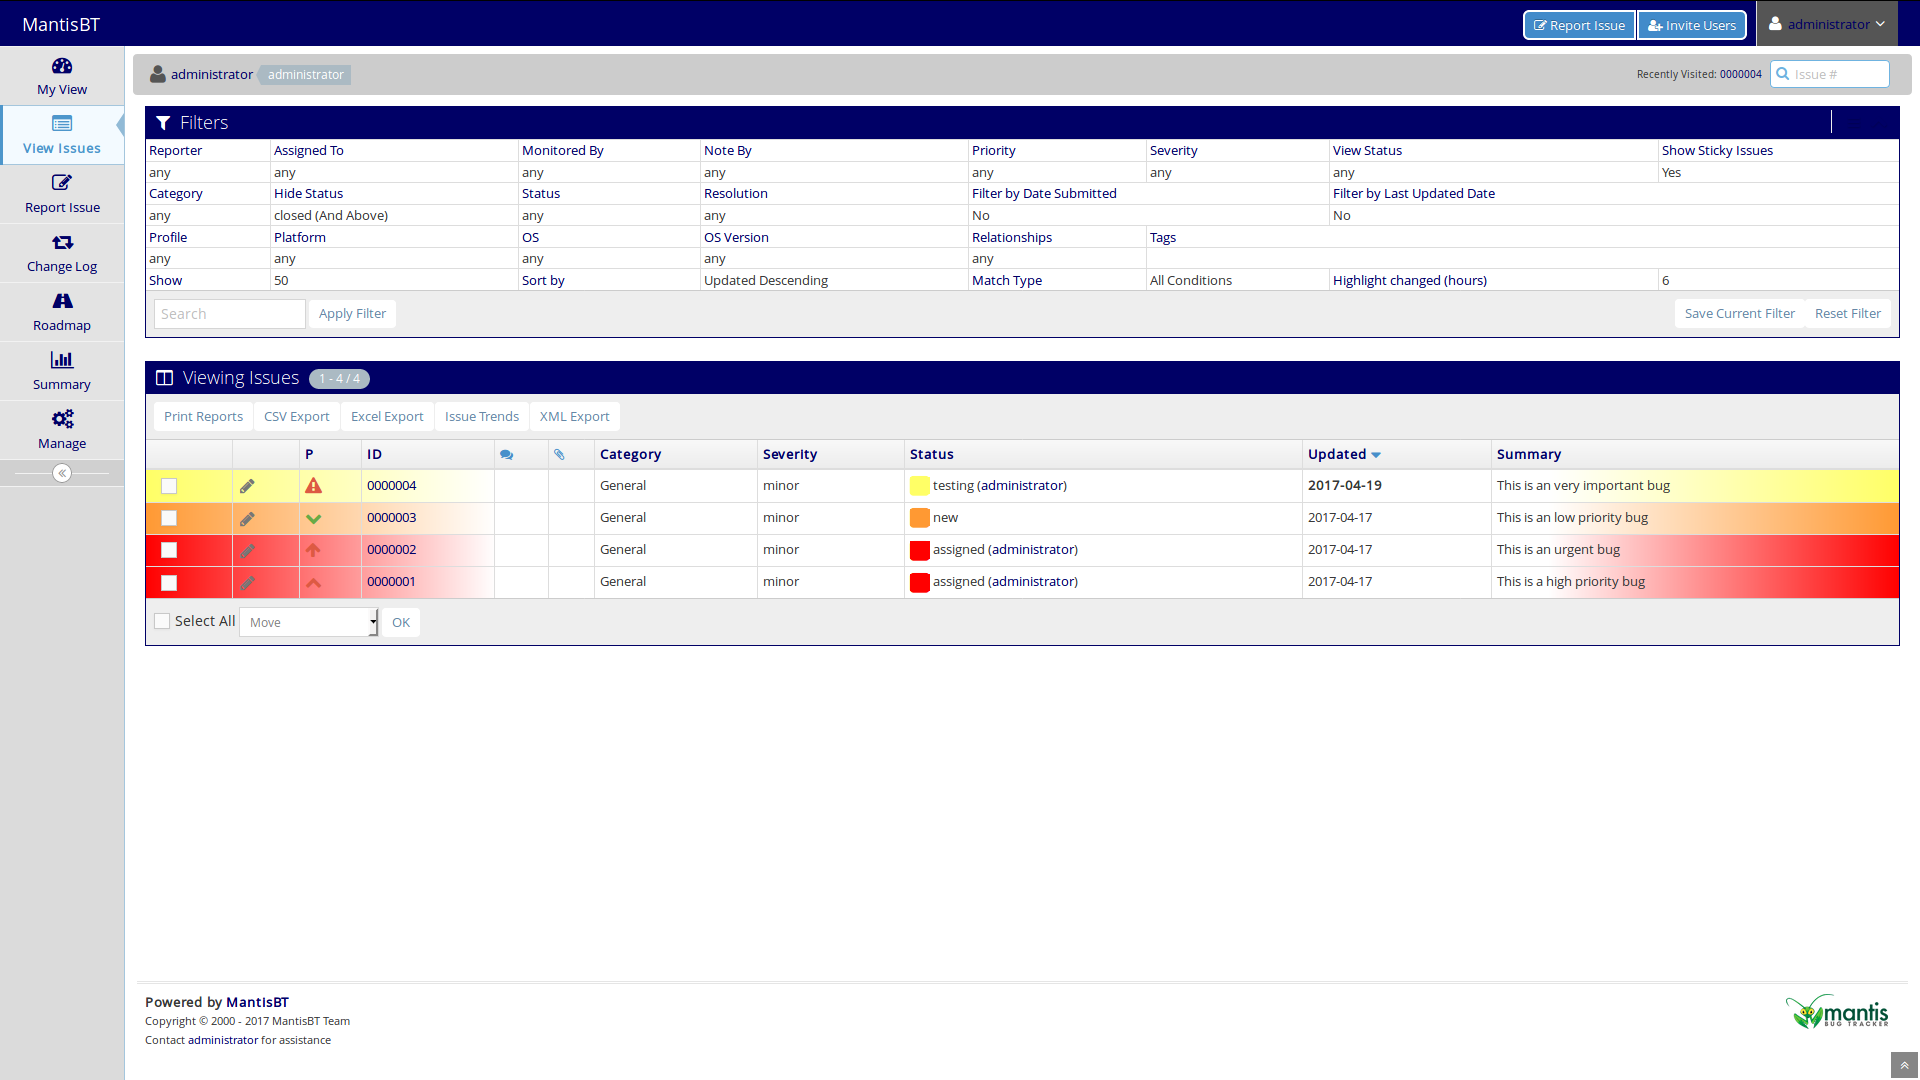 MantisBT
Report Issue Invite Users administrator
administrator administrator
Recently Visited: 0000004 Issue #
My View
View Issues
Report Issue
Change Log
Roadmap
Summary
Manage
Filters
Reporter Assigned To Monitored By Note By Priority Severity View Status Show Sticky Issues
any any any any any any any Yes
Category Hide Status Status Resolution Filter by Date Submitted Filter by Last Updated Date
any closed (And Above) any any No No
Profile Platform OS OS Version Relationships Tags
any any any any any
Show 50 Sort by Updated Descending Match Type All Conditions Highlight changed (hours) 6
Search Apply Filter Save Current Filter Reset Filter
Viewing Issues 1 - 4 / 4
Print Reports CSV Export Excel Export Issue Trends XML Export
P ID Category Severity Status Updated Summary
0000004 General minor testing (administrator) 2017-04-19 This is an very important bug
0000003 General minor new 2017-04-17 This is an low priority bug
0000002 General minor assigned (administrator) 2017-04-17 This is an urgent bug
0000001 General minor assigned (administrator) 2017-04-17 This is a high priority bug
Select All Move OK
Powered by MantisBT
Copyright © 2000 - 2017 MantisBT Team
Contact administrator for assistance
mantis
BUG TRACKER